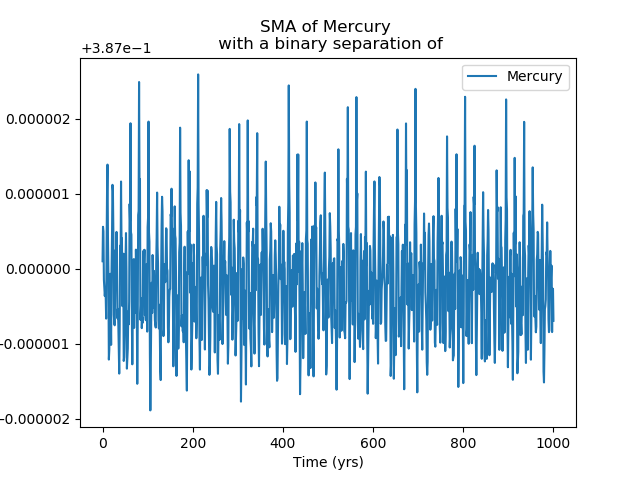 SMA of Mercury
with a binary separation of
+3.87e−1
Mercury
0.000002
0.000001
0.000000
−0.000001
−0.000002
0 200 400 600 800 1000
Time (yrs)